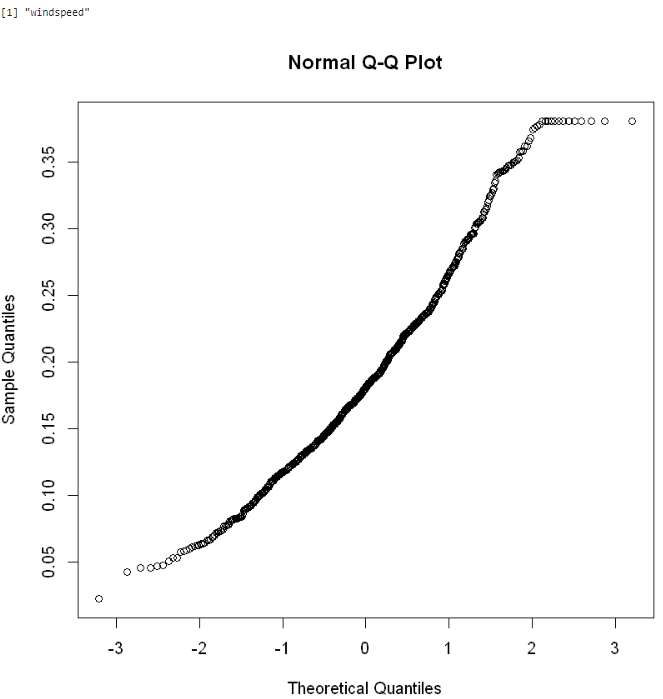 [1] "windspeed"
Normal Q-Q Plot
Sample Quantiles
0.35
0.30
0.25
0.20
0.15
0.10
0.05
-3 -2 -1 0 1 2 3
Theoretical Quantiles